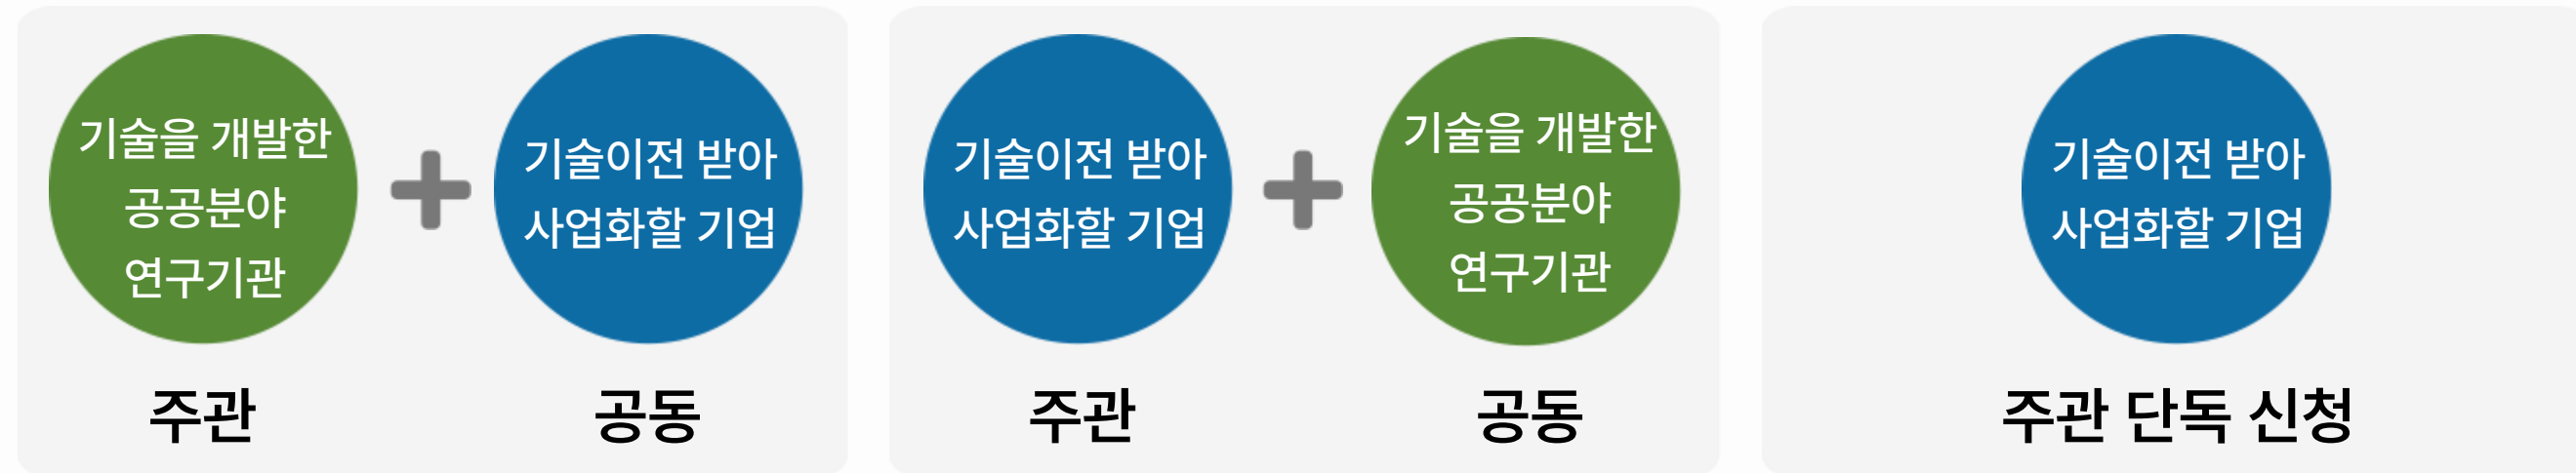 기술을 개발한
공공분야
연구기관
기술이전 받아
사업화할 기업
주관
공동
기술이전 받아
사업화할 기업
기술을 개발한
공공분야
연구기관
주관
공동
기술이전 받아
사업화할 기업
주관 단독 신청